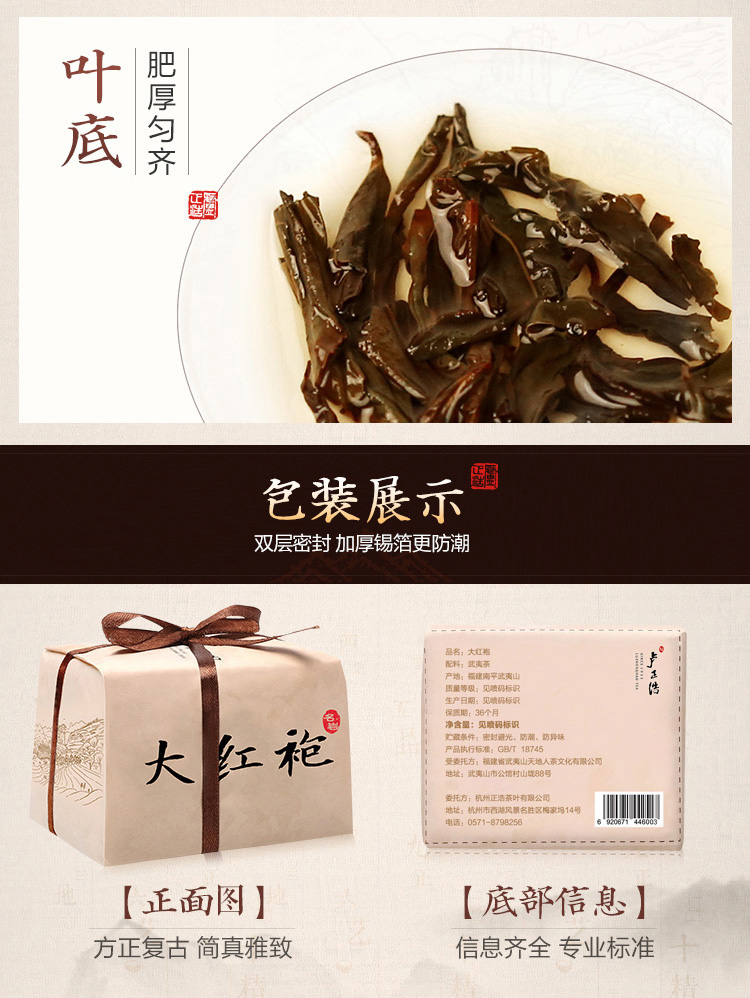 叶底
肥厚匀齐
包装展示
双层密封 加厚锡箔更防潮
大红袍
名岩
品名：大红袍
配料：武夷茶
产地：福建南平武夷山
质量等级：见喷码标识
生产日期：见喷码标识
保质期：36个月
净含量：见喷码标识
贮藏条件：密封避光、防潮、防异味
产品执行标准：GB/T 18745
受委托方：福建省武夷山天地人茶文化有限公司
地址：武夷山市公馆村山垅88号
委托方：杭州正浩茶叶有限公司
地址：杭州市西湖风景名胜区梅家坞14号
电话：0571-8798256
卢正浩
6 920671 446003
【正面图】
方正复古 简真雅致
【底部信息】
信息齐全 专业标准